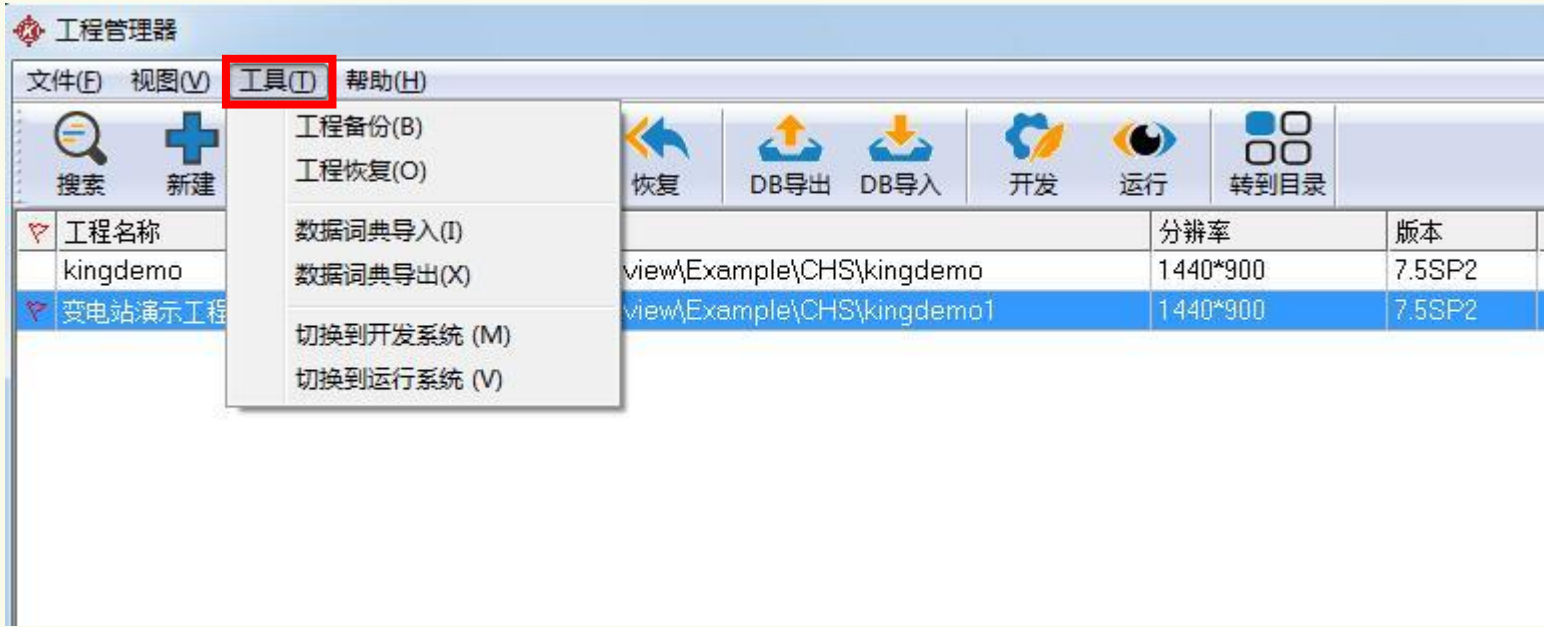 工程管理器
文件(F) 视图(V) 工具(T) 帮助(H)
工程备份(B)
工程恢复(O)
数据词典导入(I)
数据词典导出(X)
切换到开发系统 (M)
切换到运行系统 (V)
搜索 新建 恢复 DB导出 DB导入 开发 运行 转到目录
工程名称 分辨率 版本
kingdemo view\Example\CHS\kingdemo 1440*900 7.5SP2
变电站演示工程 view\Example\CHS\kingdemo1 1440*900 7.5SP2